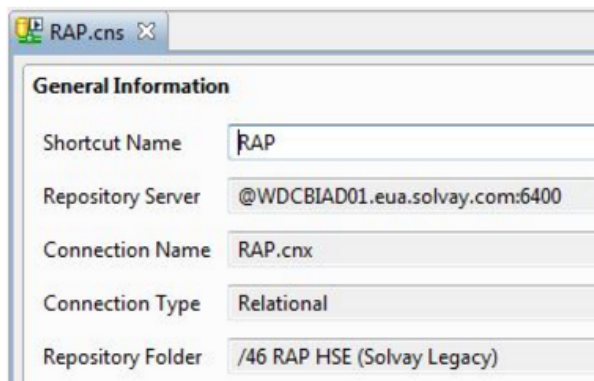 RAP.cns
General Information
Shortcut Name RAP
Repository Server @WDCBIAD01.eua.solvay.com:6400
Connection Name RAP.cnx
Connection Type Relational
Repository Folder /46 RAP HSE (Solvay Legacy)